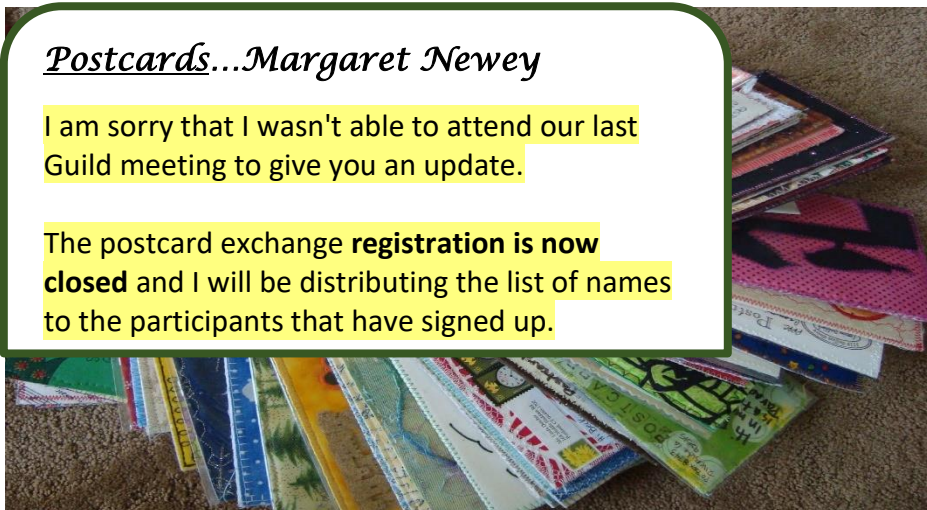 Postcards...Margaret Newey
I am sorry that I wasn't able to attend our last
Guild meeting to give you an update.
The postcard exchange registration is now
closed and I will be distributing the list of names
to the participants that have signed up.